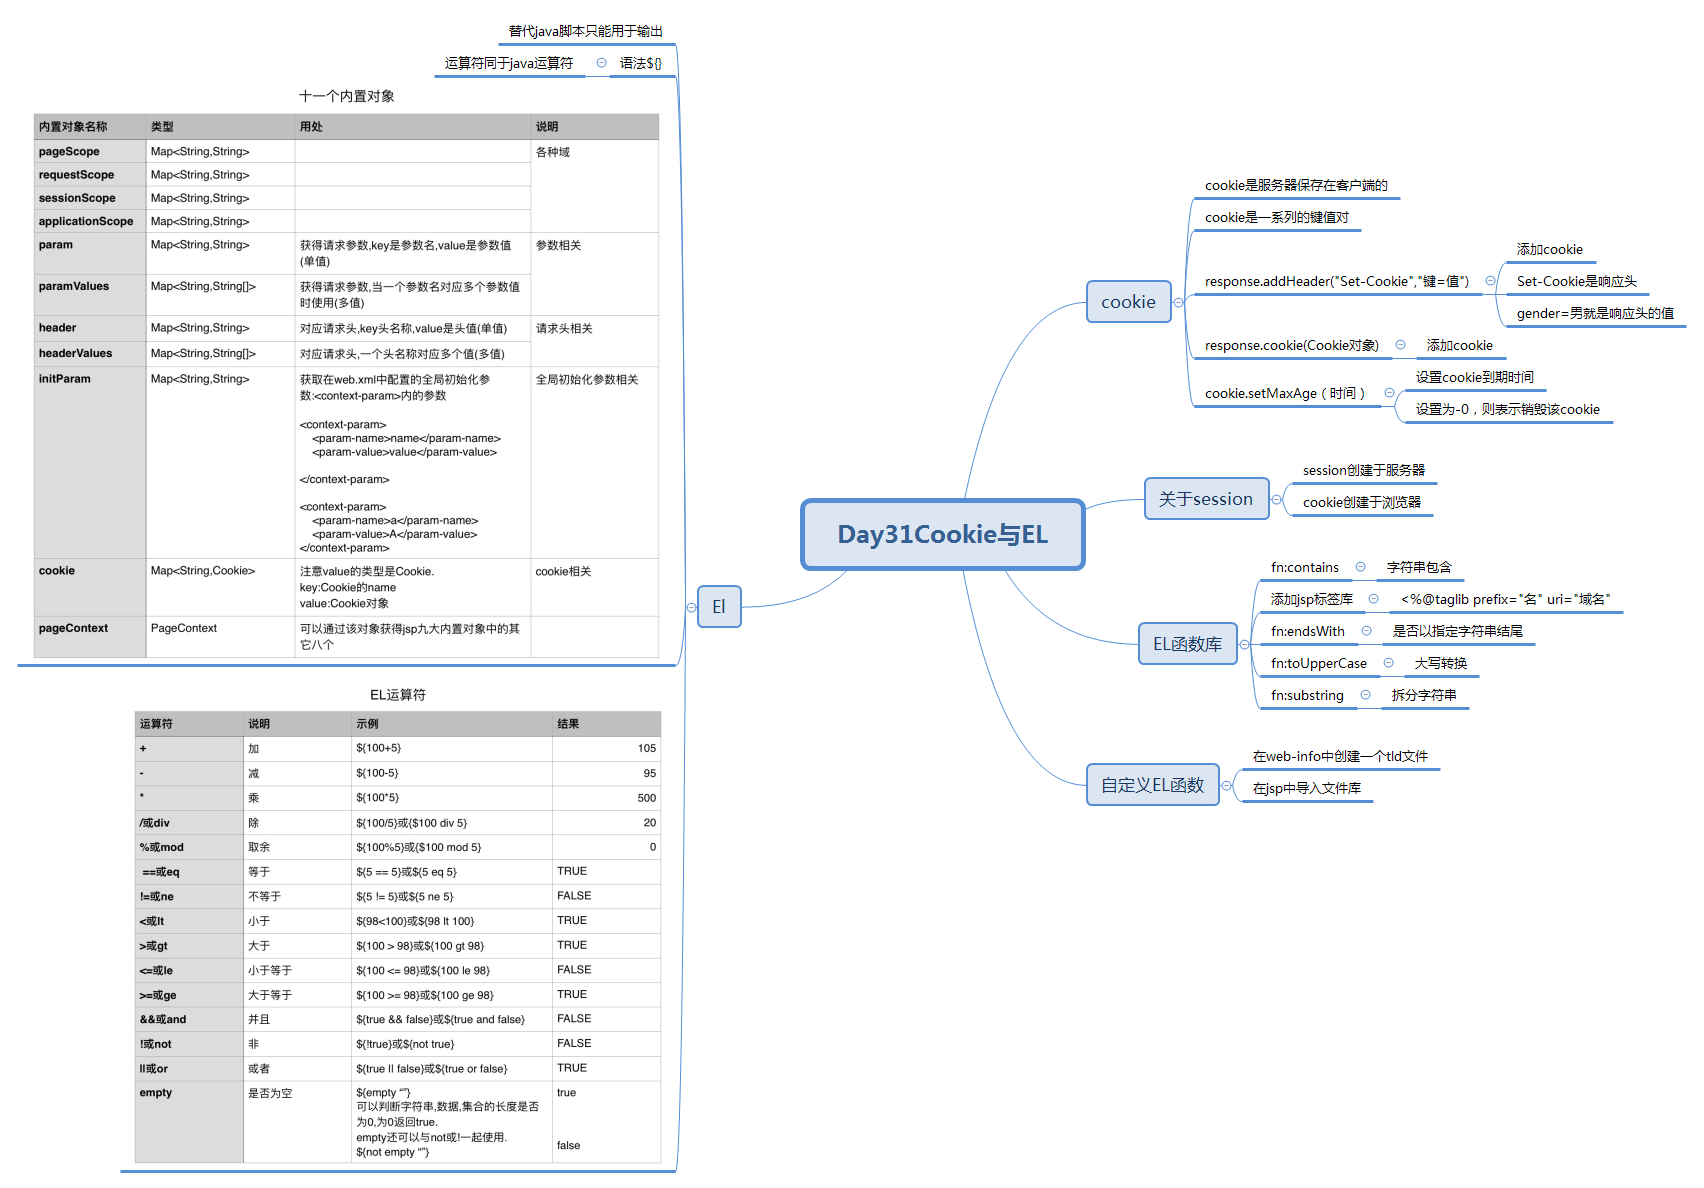 替代java脚本只能用于输出
运算符同于java运算符 语法${}
十一个内置对象
内置对象名称 类型 用处 说明
pageScope Map<String,String> 各种域
requestScope Map<String,String>
sessionScope Map<String,String>
applicationScope Map<String,String>
param Map<String,String> 获得请求参数,key是参数名,value是参数值 参数相关
(单值)
paramValues Map<String,String[]> 获得请求参数,当一个参数名对应多个参数值
时使用(多值)
header Map<String,String> 对应请求头,key头名称,value是头值(单值) 请求头相关
headerValues Map<String,String[]> 对应请求头,一个头名称对应多个值(多值)
initParam Map<String,String> 获取在web.xml中配置的全局初始化参 全局初始化参数相关
数:<context-param>内的参数
<context-param>
<param-name>name</param-name>
<param-value>value</param-value>
</context-param>
<context-param>
<param-name>a</param-name>
<param-value>A</param-value>
</context-param>
cookie Map<String,Cookie> 注意value的类型是Cookie. cookie相关
key:Cookie的name
value:Cookie对象
pageContext PageContext 可以通过该对象获得jsp九大内置对象中的其
它八个
EL运算符
运算符 说明 示例 结果
+ 加 ${100+5} 105
- 减 ${100-5} 95
* 乘 ${100*5} 500
/或div 除 ${100/5}或{$100 div 5} 20
%或mod 取余 ${100%5}或{$100 mod 5} 0
==或eq 等于 ${5 == 5}或${5 eq 5} TRUE
!=或ne 不等于 ${5 != 5}或${5 ne 5} FALSE
<或lt 小于 ${98<100}或${98 lt 100} TRUE
>或gt 大于 ${100 > 98}或${100 gt 98} TRUE
<=或le 小于等于 ${100 <= 98}或${100 le 98} FALSE
>=或ge 大于等于 ${100 >= 98}或${100 ge 98} TRUE
&&或and 并且 ${true && false}或${true and false} FALSE
!或not 非 ${!true}或${not true} FALSE
||或or 或者 ${true || false}或${true or false} TRUE
empty 是否为空 ${empty “”} true
可以判断字符串,数据,集合的长度是否
为0,为0返回true.
empty还可以与not或!一起使用.
${not empty “”} false
El
Day31Cookie与EL
cookie
cookie是服务器保存在客户端的
cookie是一系列的键值对
response.addHeader("Set-Cookie","键=值")
添加cookie
Set-Cookie是响应头
gender=男就是响应头的值
response.cookie(Cookie对象) 添加cookie
cookie.setMaxAge（时间）
设置cookie到期时间
设置为-0，则表示销毁该cookie
关于session
session创建于服务器
cookie创建于浏览器
EL函数库
fn:contains 字符串包含
添加jsp标签库 <%@taglib prefix="名" uri="域名"
fn:endsWith 是否以指定字符串结尾
fn:toUpperCase 大写转换
fn:substring 拆分字符串
自定义EL函数
在web-info中创建一个tld文件
在jsp中导入文件库